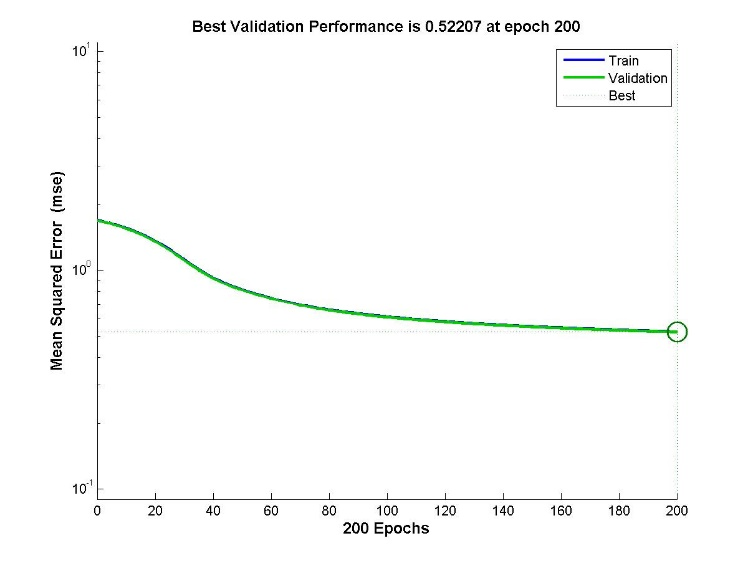 Best Validation Performance is 0.52207 at epoch 200
10^1
Train
Validation
Best
Mean Squared Error (mse)
10^0
10^-1
0 20 40 60 80 100 120 140 160 180 200
200 Epochs